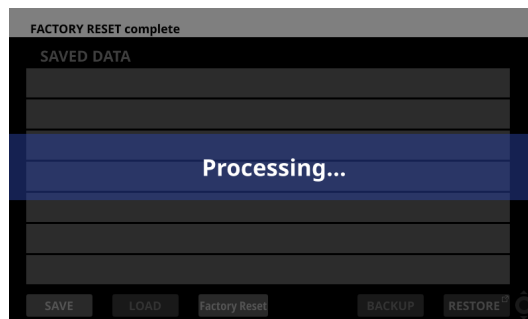 FACTORY RESET complete
SAVED DATA
Processing...
SAVE LOAD Factory Reset BACKUP RESTORE